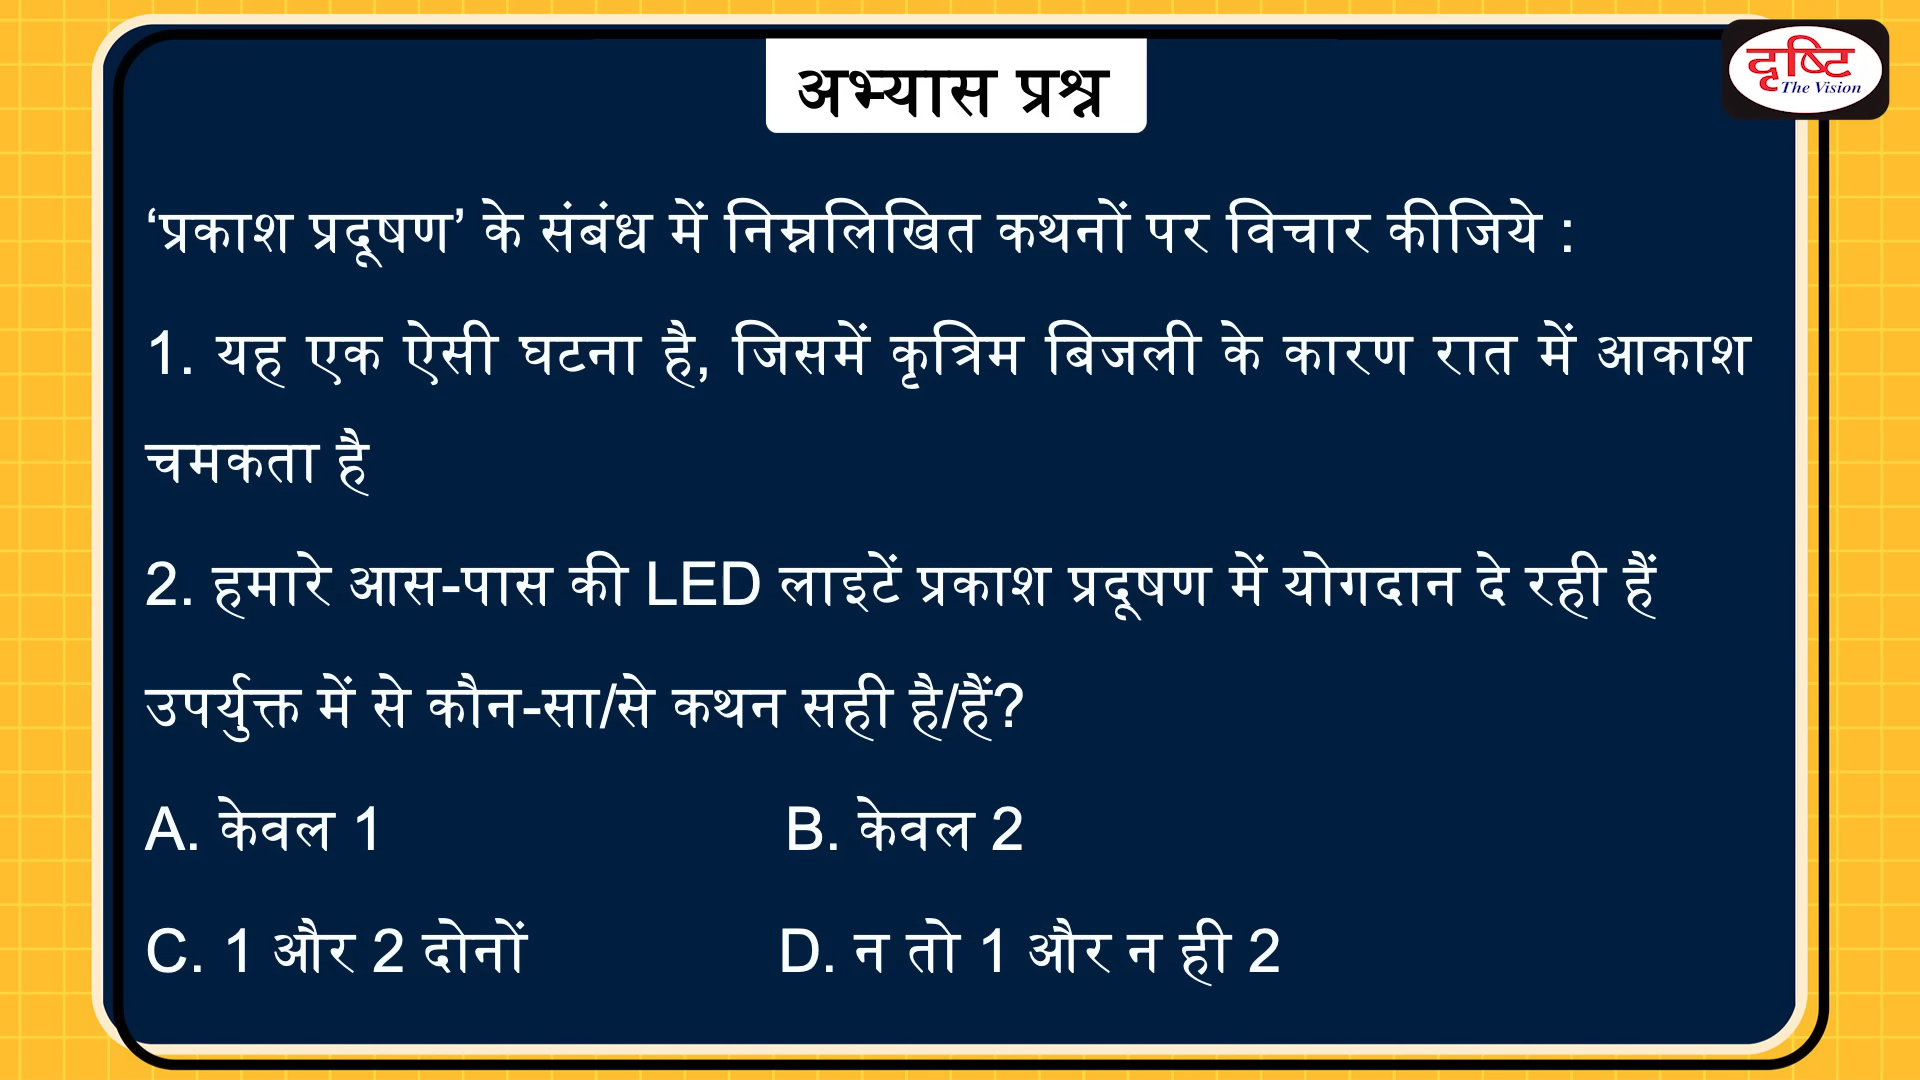 अभ्यास प्रश्न
दृष्टि
The Vision
‘प्रकाश प्रदूषण’ के संबंध में निम्नलिखित कथनों पर विचार कीजिये :
1. यह एक ऐसी घटना है, जिसमें कृत्रिम बिजली के कारण रात में आकाश
चमकता है
2. हमारे आस-पास की LED लाइटें प्रकाश प्रदूषण में योगदान दे रही हैं
उपर्युक्त में से कौन-सा/से कथन सही है/हैं?
A. केवल 1 B. केवल 2
C. 1 और 2 दोनों D. न तो 1 और न ही 2